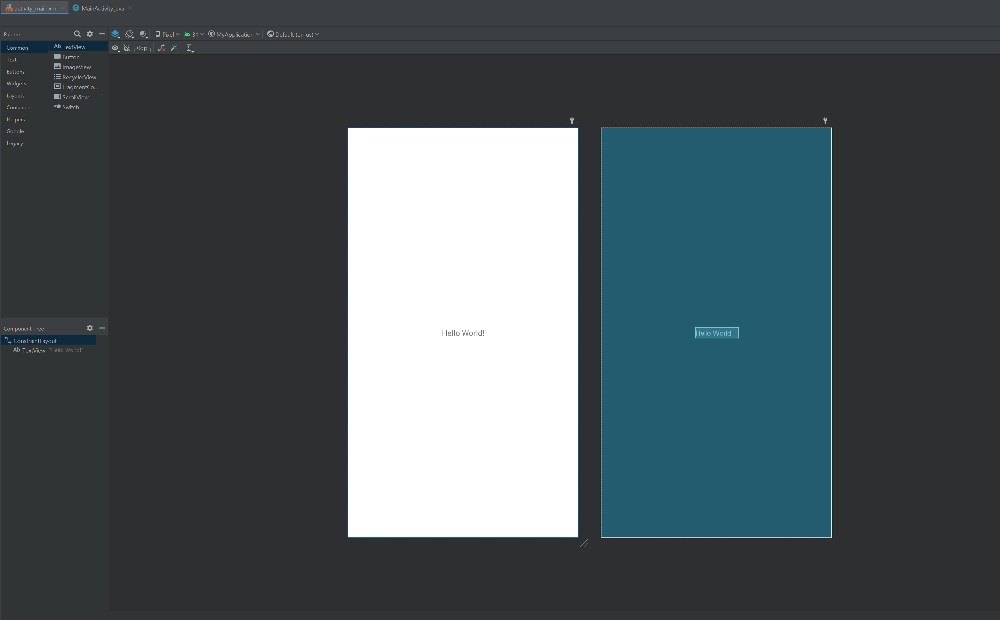 activity_main.xml
MainActivity.java
Palette
Pixel
31
MyApplication
Default (en-us)
0dp
Common
Text
Buttons
Widgets
Layouts
Containers
Helpers
Google
Legacy
Ab TextView
Button
ImageView
RecyclerView
FragmentCo...
ScrollView
Switch
Hello World!
Hello World!
Component Tree
ConstraintLayout
Ab TextView "Hello World!"